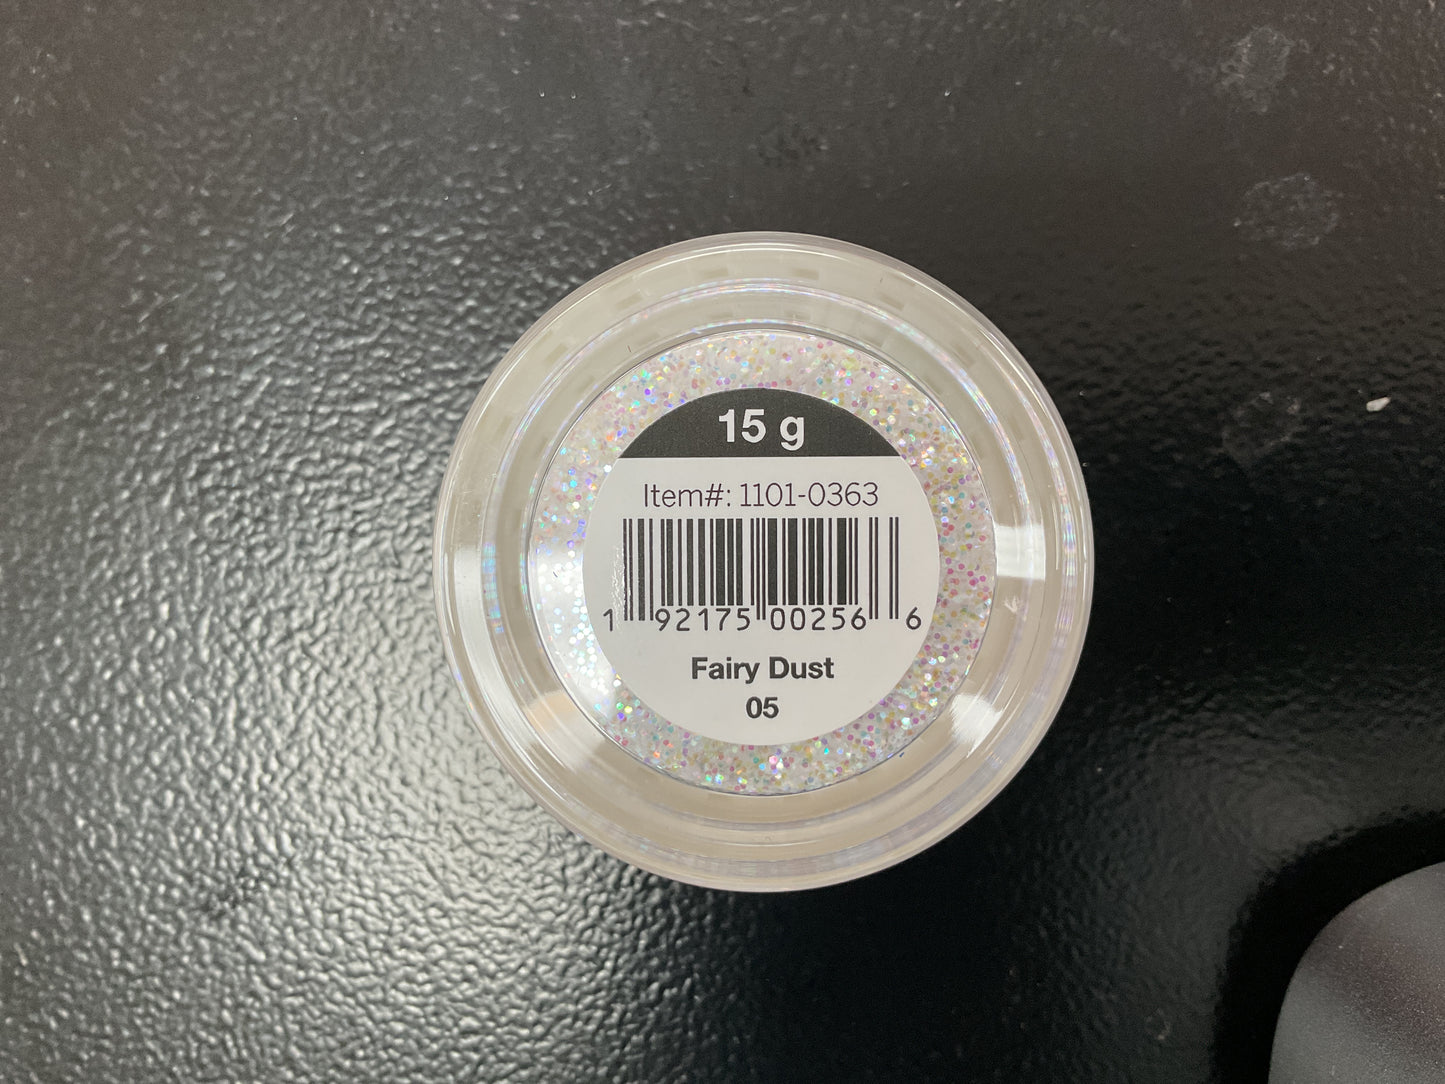 15 g
Item#: 1101-0363
1 92175 00256 6
Fairy Dust
05